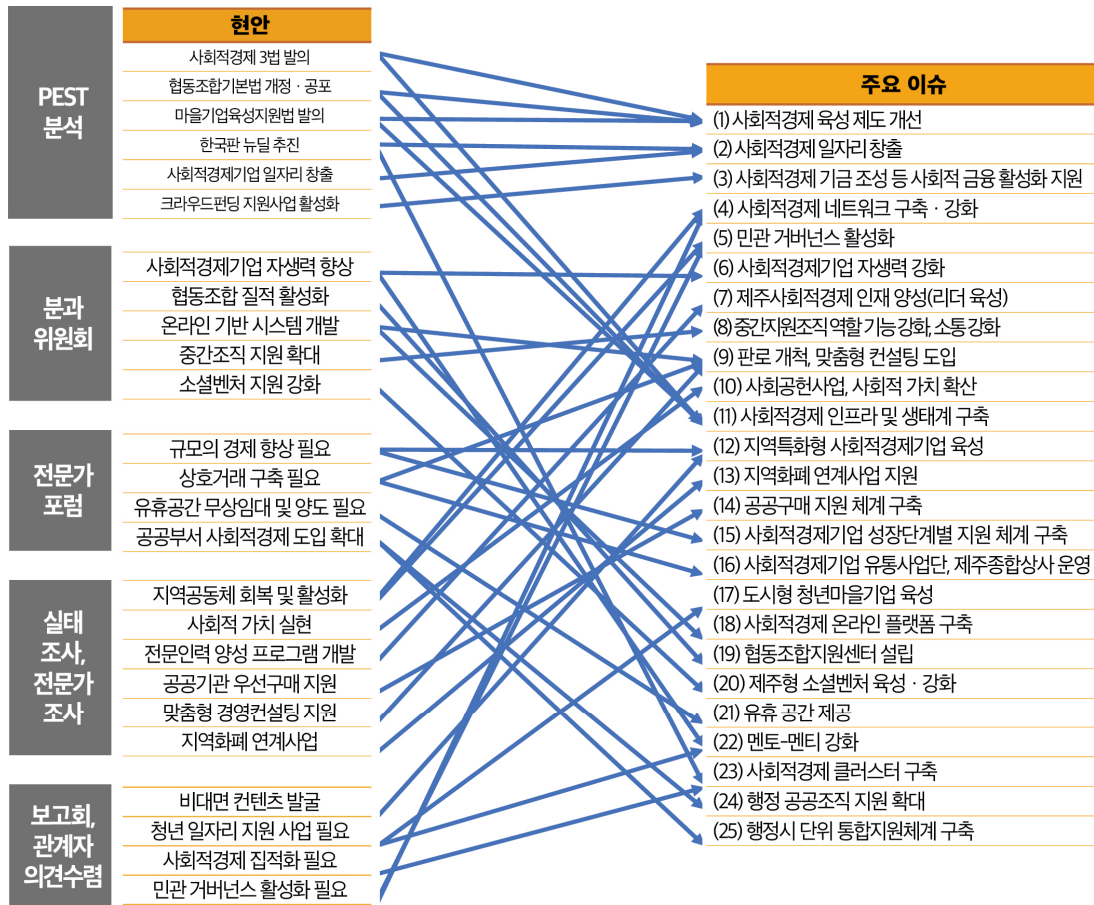 현안
PEST
분석
사회적경제 3법 발의
협동조합기본법 개정 · 공포
마을기업육성지원법 발의
한국판 뉴딜 추진
사회적경제기업 일자리 창출
크라우드펀딩 지원사업 활성화
분과
위원회
사회적경제기업 자생력 향상
협동조합 질적 활성화
온라인 기반 시스템 개발
중간조직 지원 확대
소셜벤처 지원 강화
전문가
포럼
규모의 경제 향상 필요
상호거래 구축 필요
유휴공간 무상임대 및 양도 필요
공공부서 사회적경제 도입 확대
실태
조사,
전문가
조사
지역공동체 회복 및 활성화
사회적 가치 실현
전문인력 양성 프로그램 개발
공공기관 우선구매 지원
맞춤형 경영컨설팅 지원
지역화폐 연계사업
보고회,
관계자
의견수렴
비대면 컨텐츠 발굴
청년 일자리 지원 사업 필요
사회적경제 집적화 필요
민관 거버넌스 활성화 필요
주요 이슈
(1) 사회적경제 육성 제도 개선
(2) 사회적경제 일자리 창출
(3) 사회적경제 기금 조성 등 사회적 금융 활성화 지원
(4) 사회적경제 네트워크 구축 · 강화
(5) 민관 거버넌스 활성화
(6) 사회적경제기업 자생력 강화
(7) 제주사회적경제 인재 양성(리더 육성)
(8) 중간지원조직 역할 기능 강화, 소통 강화
(9) 판로 개척, 맞춤형 컨설팅 도입
(10) 사회공헌사업, 사회적 가치 확산
(11) 사회적경제 인프라 및 생태계 구축
(12) 지역특화형 사회적경제기업 육성
(13) 지역화폐 연계사업 지원
(14) 공공구매 지원 체계 구축
(15) 사회적경제기업 성장단계별 지원 체계 구축
(16) 사회적경제기업 유통사업단, 제주종합상사 운영
(17) 도시형 청년마을기업 육성
(18) 사회적경제 온라인 플랫폼 구축
(19) 협동조합지원센터 설립
(20) 제주형 소셜벤처 육성 · 강화
(21) 유휴 공간 제공
(22) 멘토-멘티 강화
(23) 사회적경제 클러스터 구축
(24) 행정 공공조직 지원 확대
(25) 행정시 단위 통합지원체계 구축